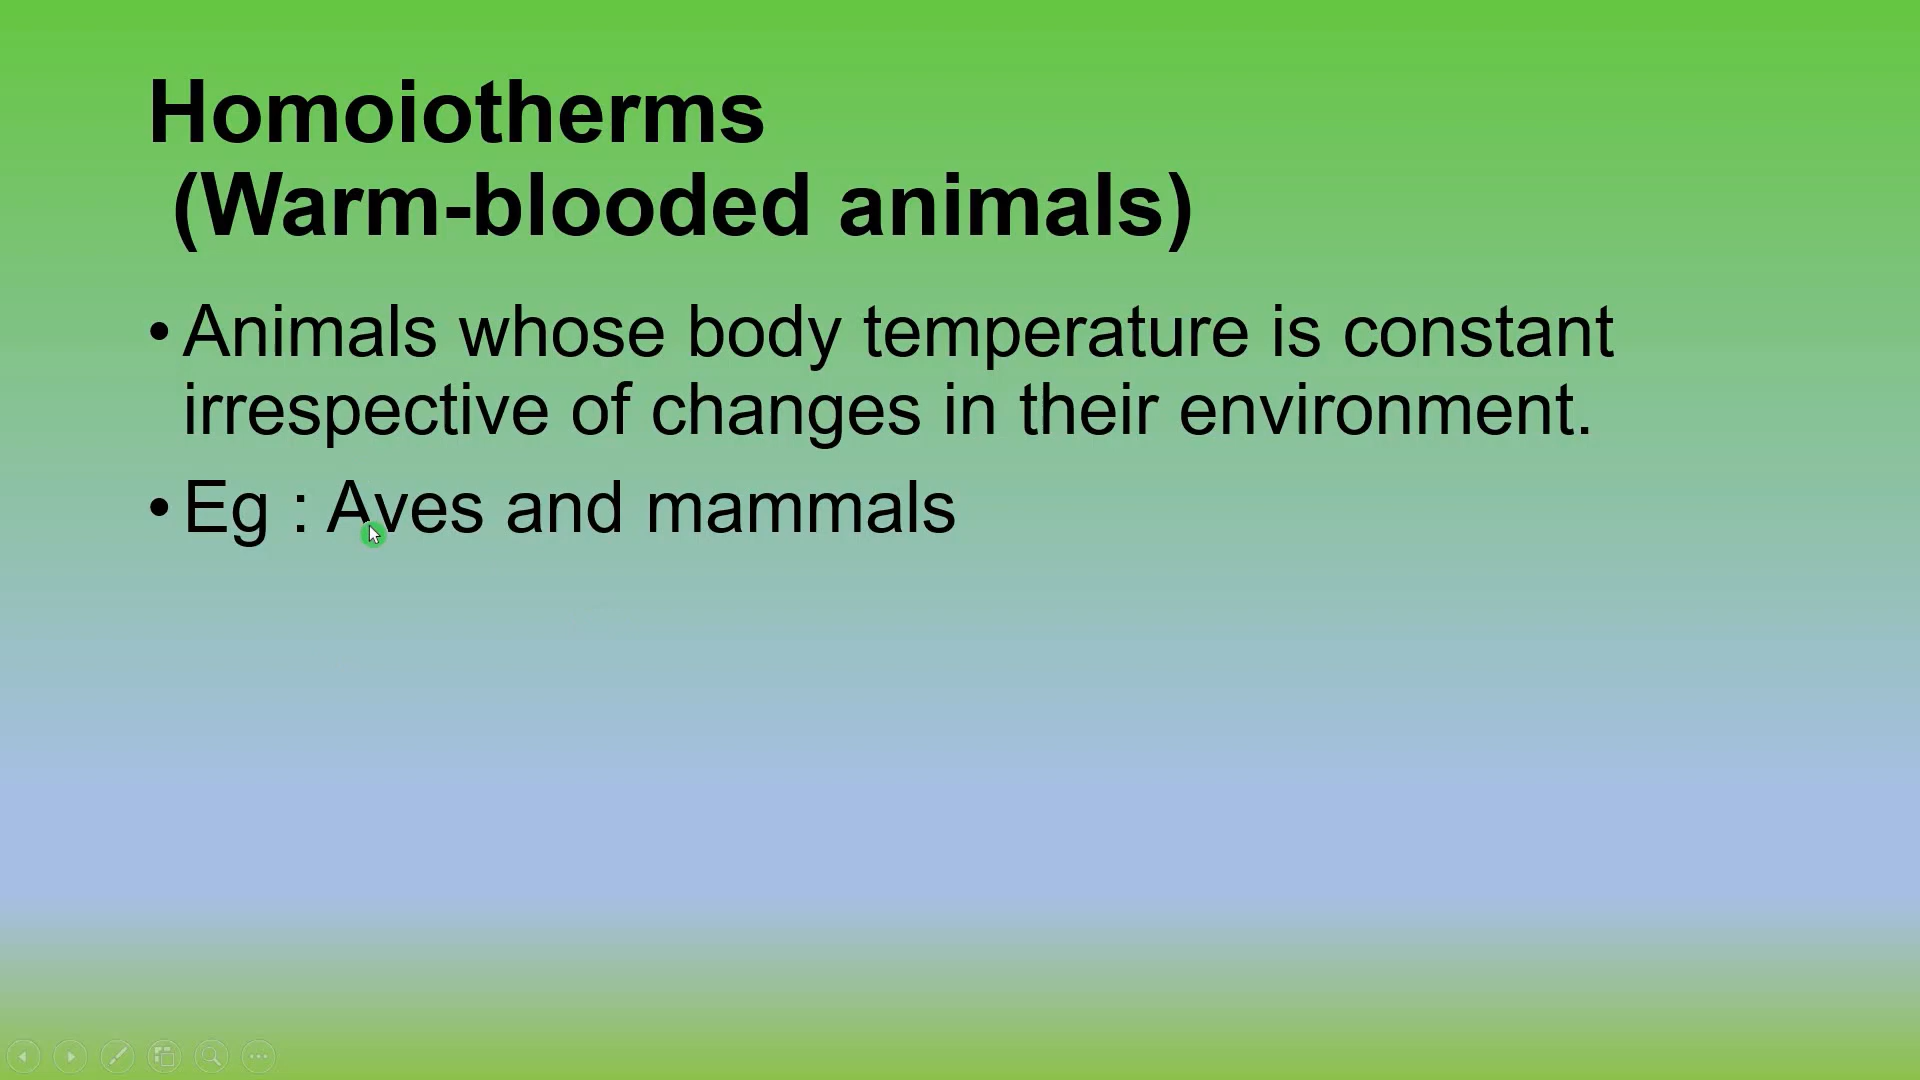 Homoiotherms
(Warm-blooded animals)
• Animals whose body temperature is constant
irrespective of changes in their environment.
• Eg : Aves and mammals